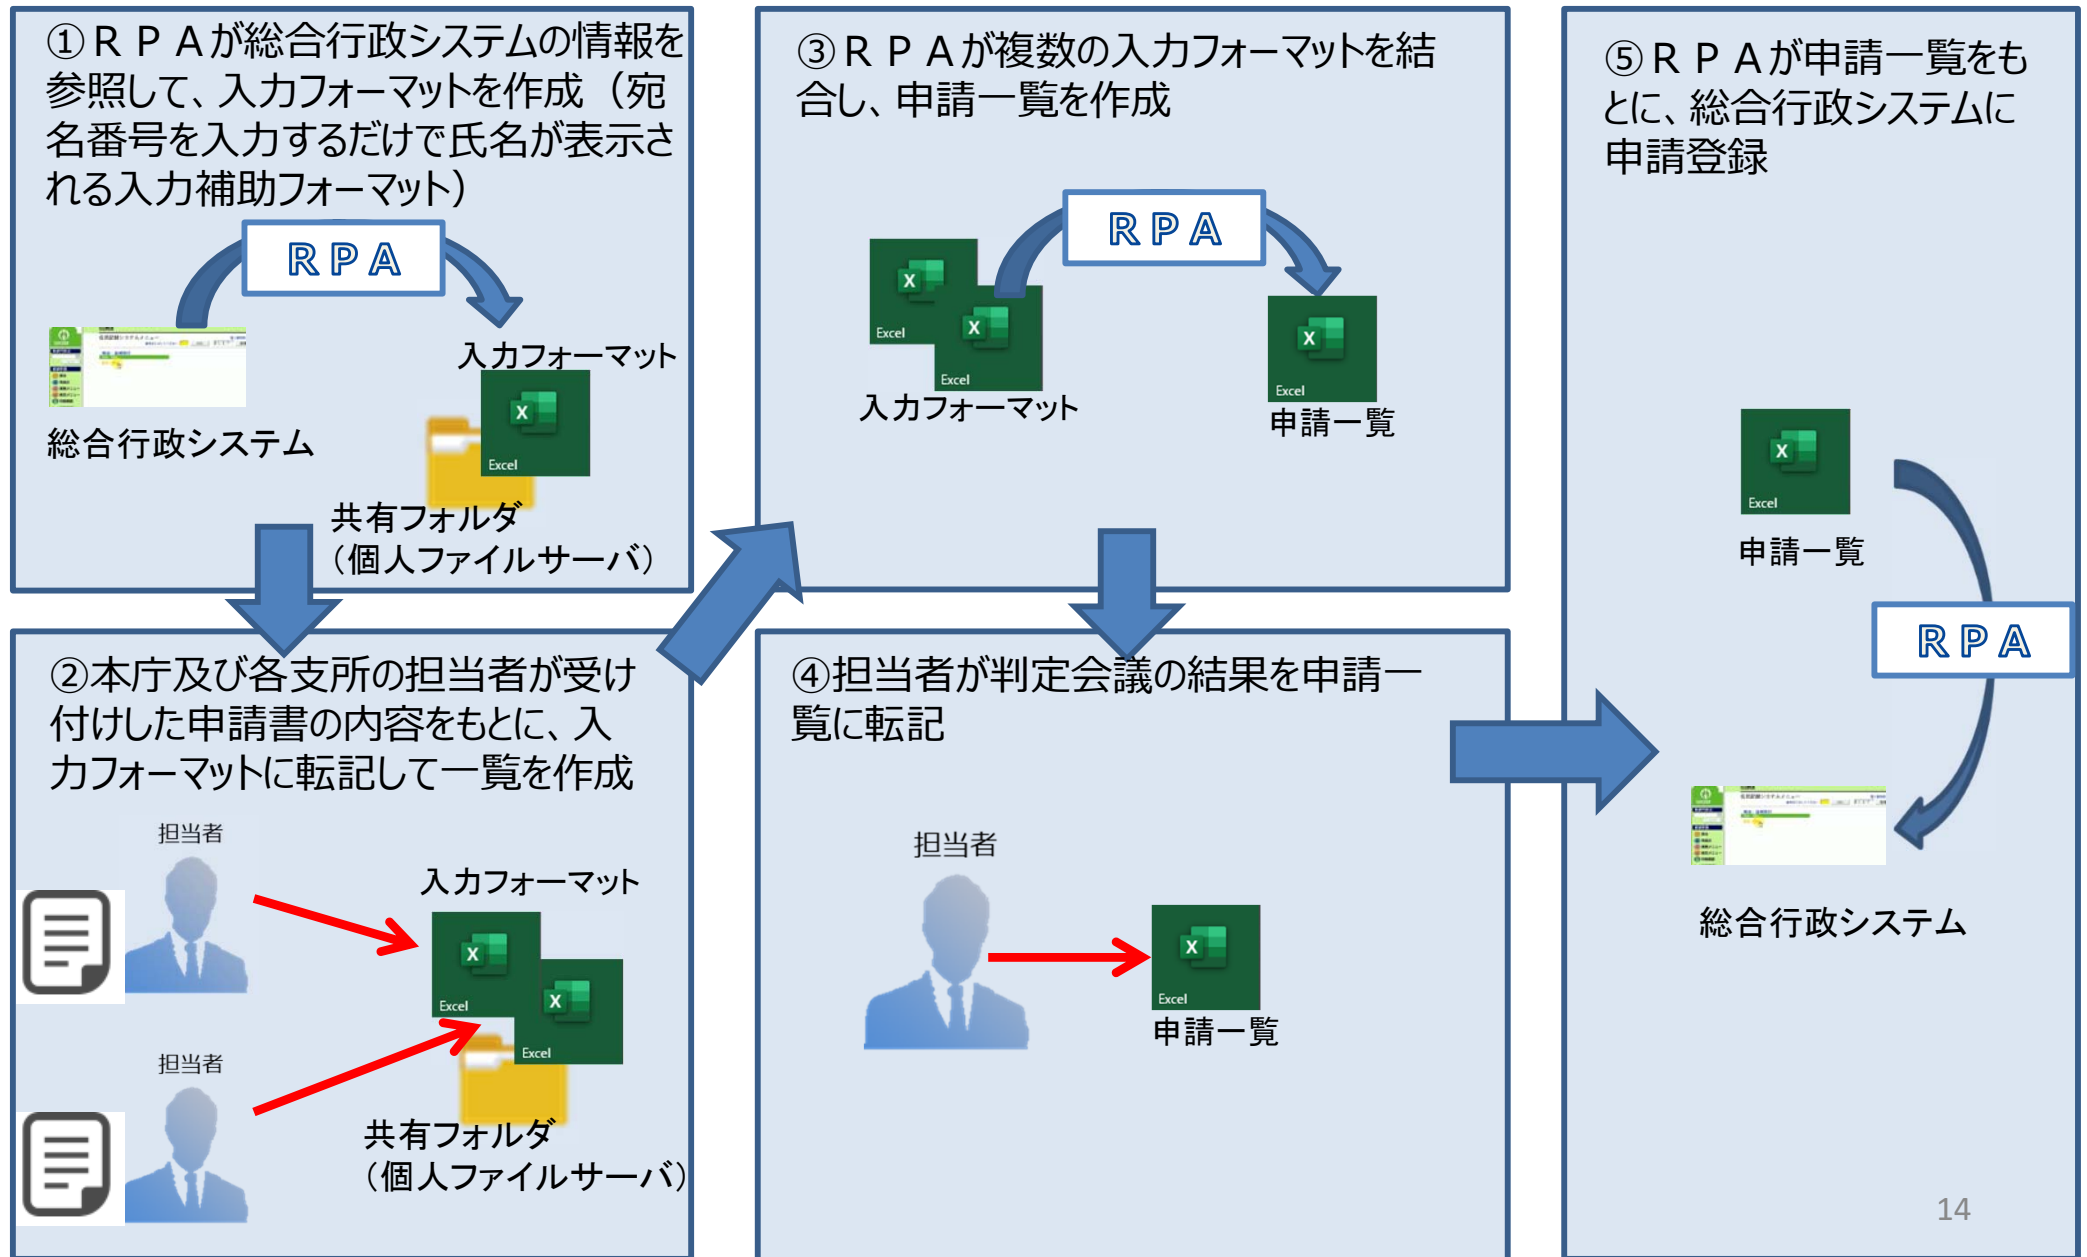 ①ＲＰＡが総合行政システムの情報を
参照して、入力フォーマットを作成（宛
名番号を入力するだけで氏名が表示さ
れる入力補助フォーマット）
ＲＰＡ
入力フォーマット
Excel
総合行政システム
共有フォルダ
（個人ファイルサーバ）
②本庁及び各支所の担当者が受け
付けした申請書の内容をもとに、入
力フォーマットに転記して一覧を作成
担当者
入力フォーマット
Excel
Excel
担当者
共有フォルダ
（個人ファイルサーバ）
③ＲＰＡが複数の入力フォーマットを結
合し、申請一覧を作成
ＲＰＡ
Excel
Excel
Excel
入力フォーマット
申請一覧
④担当者が判定会議の結果を申請一
覧に転記
担当者
Excel
申請一覧
⑤ＲＰＡが申請一覧をも
とに、総合行政システムに
申請登録
Excel
申請一覧
ＲＰＡ
総合行政システム
14